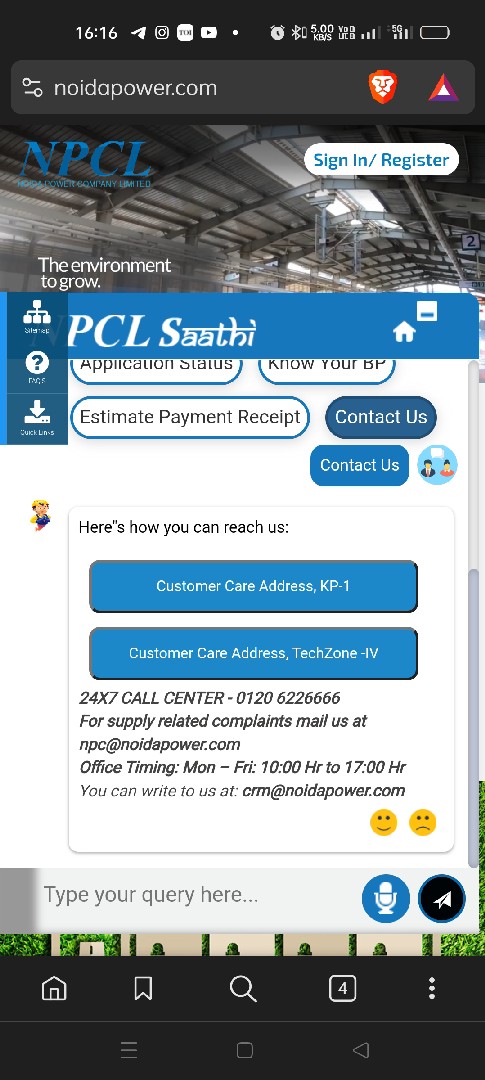 16:16
TOI
5.00
KB/S
Vo
5G
noidapower.com
NPCL
NOIDA POWER COMPANY LIMITED
Sign In/ Register
2
The environment
to grow.
Sitemap
NPCL Saathi
FAQS
Application Status
Know Your BP
Quick Links
Estimate Payment Receipt
Contact Us
Contact Us
Here"s how you can reach us:
Customer Care Address, KP-1
Customer Care Address, TechZone -IV
24X7 CALL CENTER - 0120 6226666
For supply related complaints mail us at
npc@noidapower.com
Office Timing: Mon – Fri: 10:00 Hr to 17:00 Hr
You can write to us at: crm@noidapower.com
Type your query here...
4